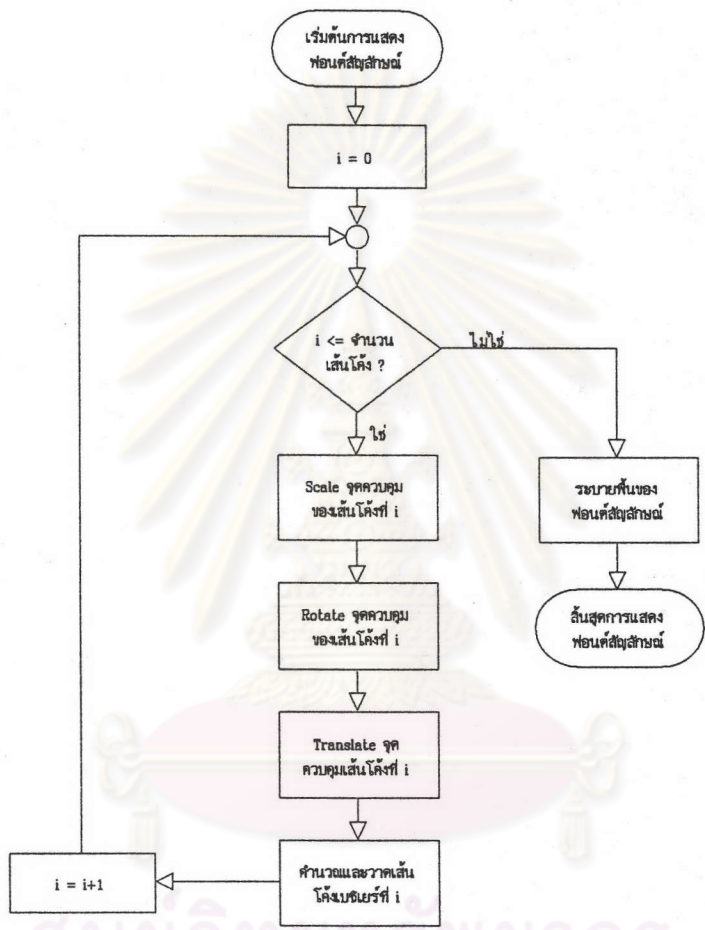 เริ่มต้นการแสดง
ฟอนต์สัญลักษณ์
i = 0
i <= จำนวน
เส้นโค้ง ?
ไม่ใช่
ใช่
Scale จุดควบคุม
ของเส้นโค้งที่ i
ระบายพื้นของ
ฟอนต์สัญลักษณ์
Rotate จุดควบคุม
ของเส้นโค้งที่ i
สิ้นสุดการแสดง
ฟอนต์สัญลักษณ์
Translate จุด
ควบคุมเส้นโค้งที่ i
คำนวณและวาดเส้น
โค้งเบซิเยร์ที่ i
i = i+1